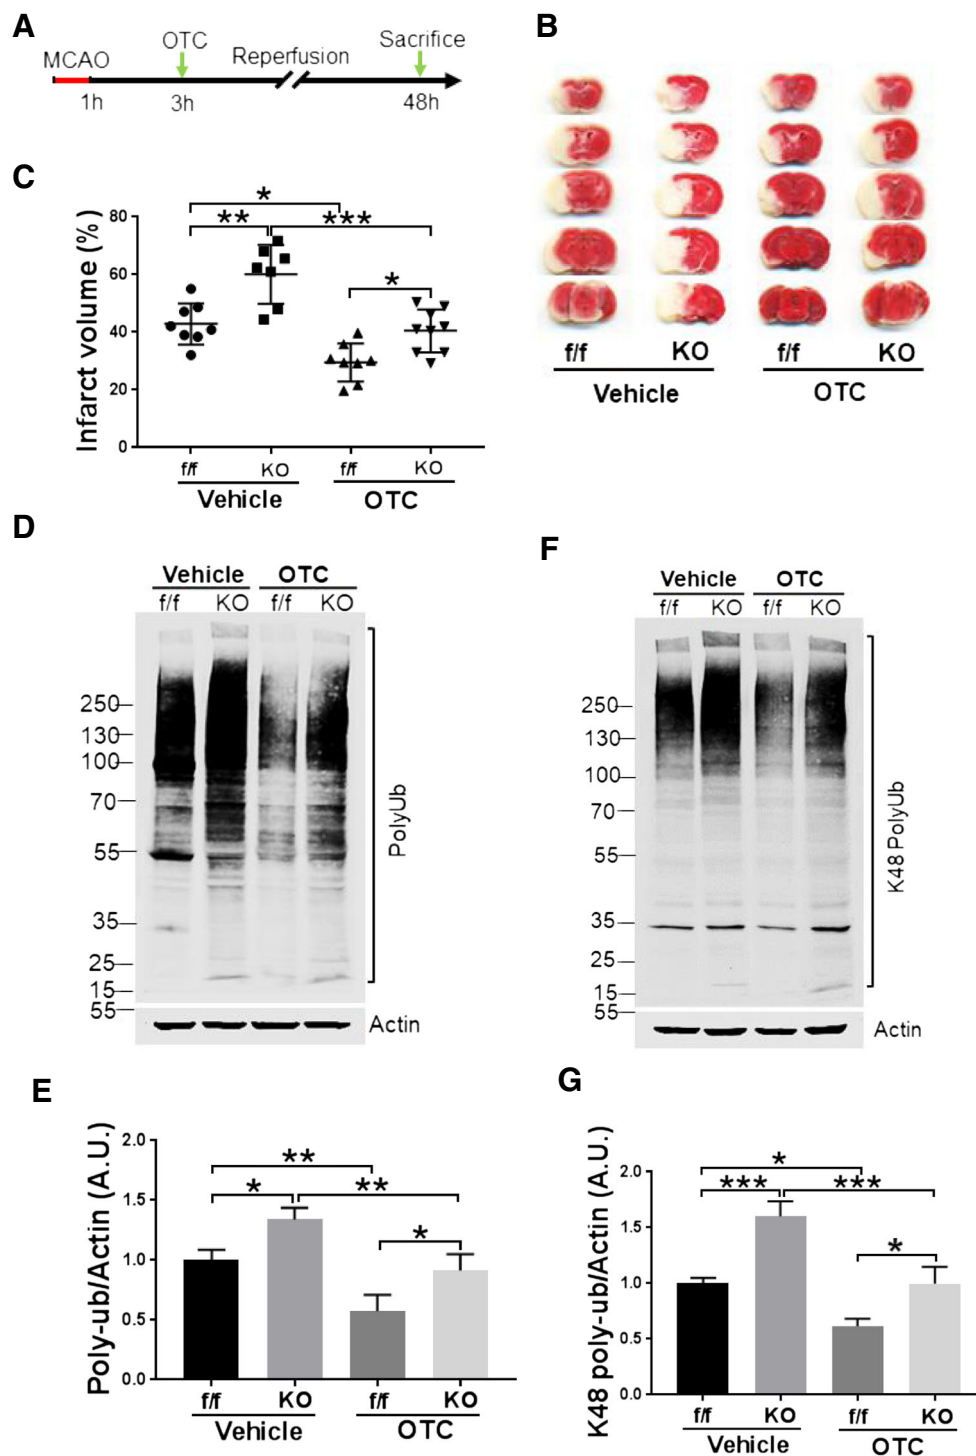 A
OTC
Sacrifice
MCAO
Reperfusion
1h
3h
48h
B
f/f
KO
f/f
KO
Vehicle
OTC
C
Infarct volume (%)
80
60
40
20
0
*
**
***
*
f/f
KO
f/f
KO
Vehicle
OTC
D
Vehicle
OTC
f/f
KO
f/f
KO
250
130
100
70
55
35
25
15
55
PolyUb
Actin
F
Vehicle
OTC
f/f
KO
f/f
KO
250
130
100
70
55
35
25
15
55
K48 PolyUb
Actin
E
Poly-ub/Actin (A.U.)
2.0
1.5
1.0
0.5
0.0
**
*
**
*
f/f
KO
f/f
KO
Vehicle
OTC
G
K48 poly-ub/Actin (A.U.)
2.0
1.5
1.0
0.5
0.0
*
***
***
*
f/f
KO
f/f
KO
Vehicle
OTC